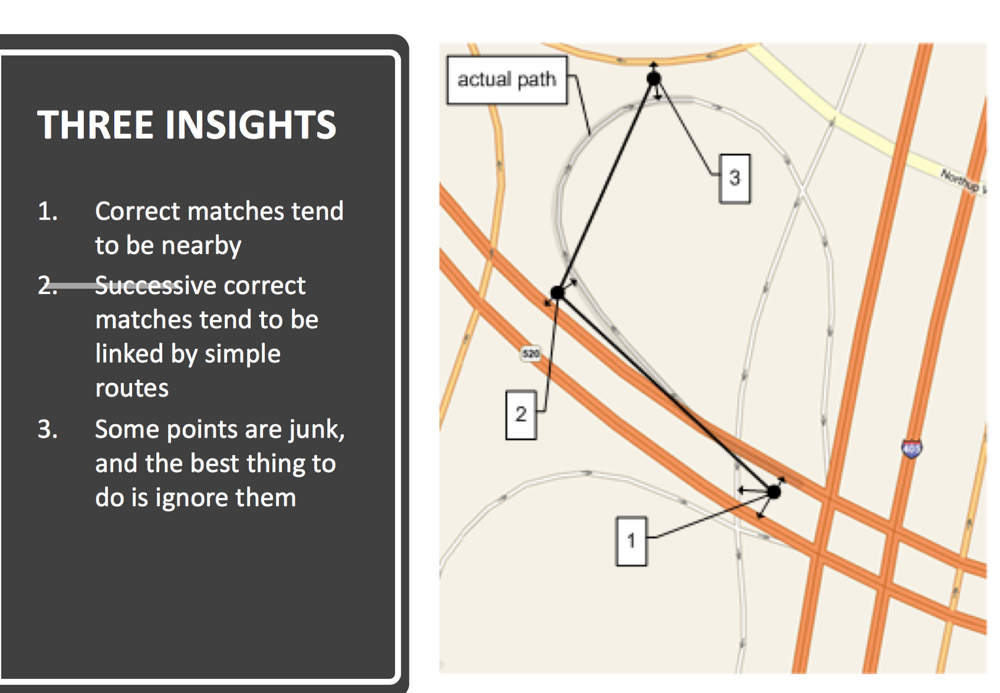 THREE INSIGHTS
1. Correct matches tend
to be nearby
2. Successive correct
matches tend to be
linked by simple
routes
3. Some points are junk,
and the best thing to
do is ignore them
actual path
3
Northup
520
2
405
1